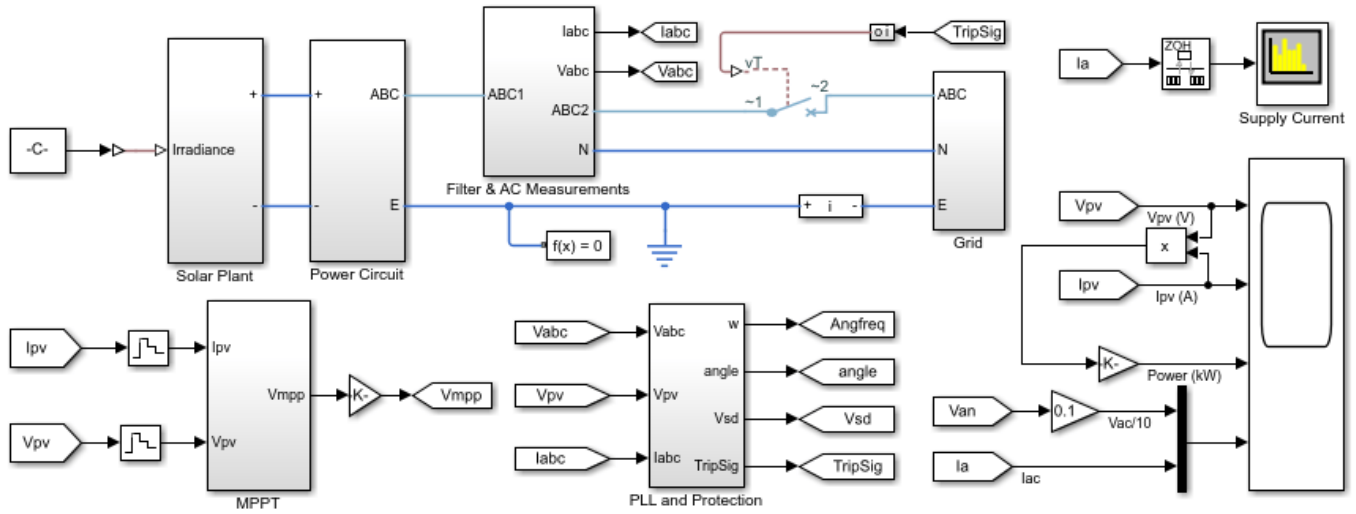 Iabc
Iabc
TripSig
o i
vT
ZOH
Ia
Vabc
Vabc
+
+
ABC
ABC1
~2
ABC
~1
ABC2
Supply Current
-C-
Irradiance
N
N
Filter & AC Measurements
-
-
E
+ i -
E
Vpv
Vpv (V)
f(x) = 0
Grid
x
Solar Plant
Power Circuit
Ipv
Ipv (A)
Vabc
Vabc
w
Angfreq
Ipv
Ipv
angle
angle
-K-
Power (kW)
Vmpp
-K-
Vmpp
Vpv
Vpv
Van
0.1
Vac/10
Vsd
Vsd
Vpv
Vpv
Iabc
Iabc
TripSig
TripSig
Ia
Iac
MPPT
PLL and Protection